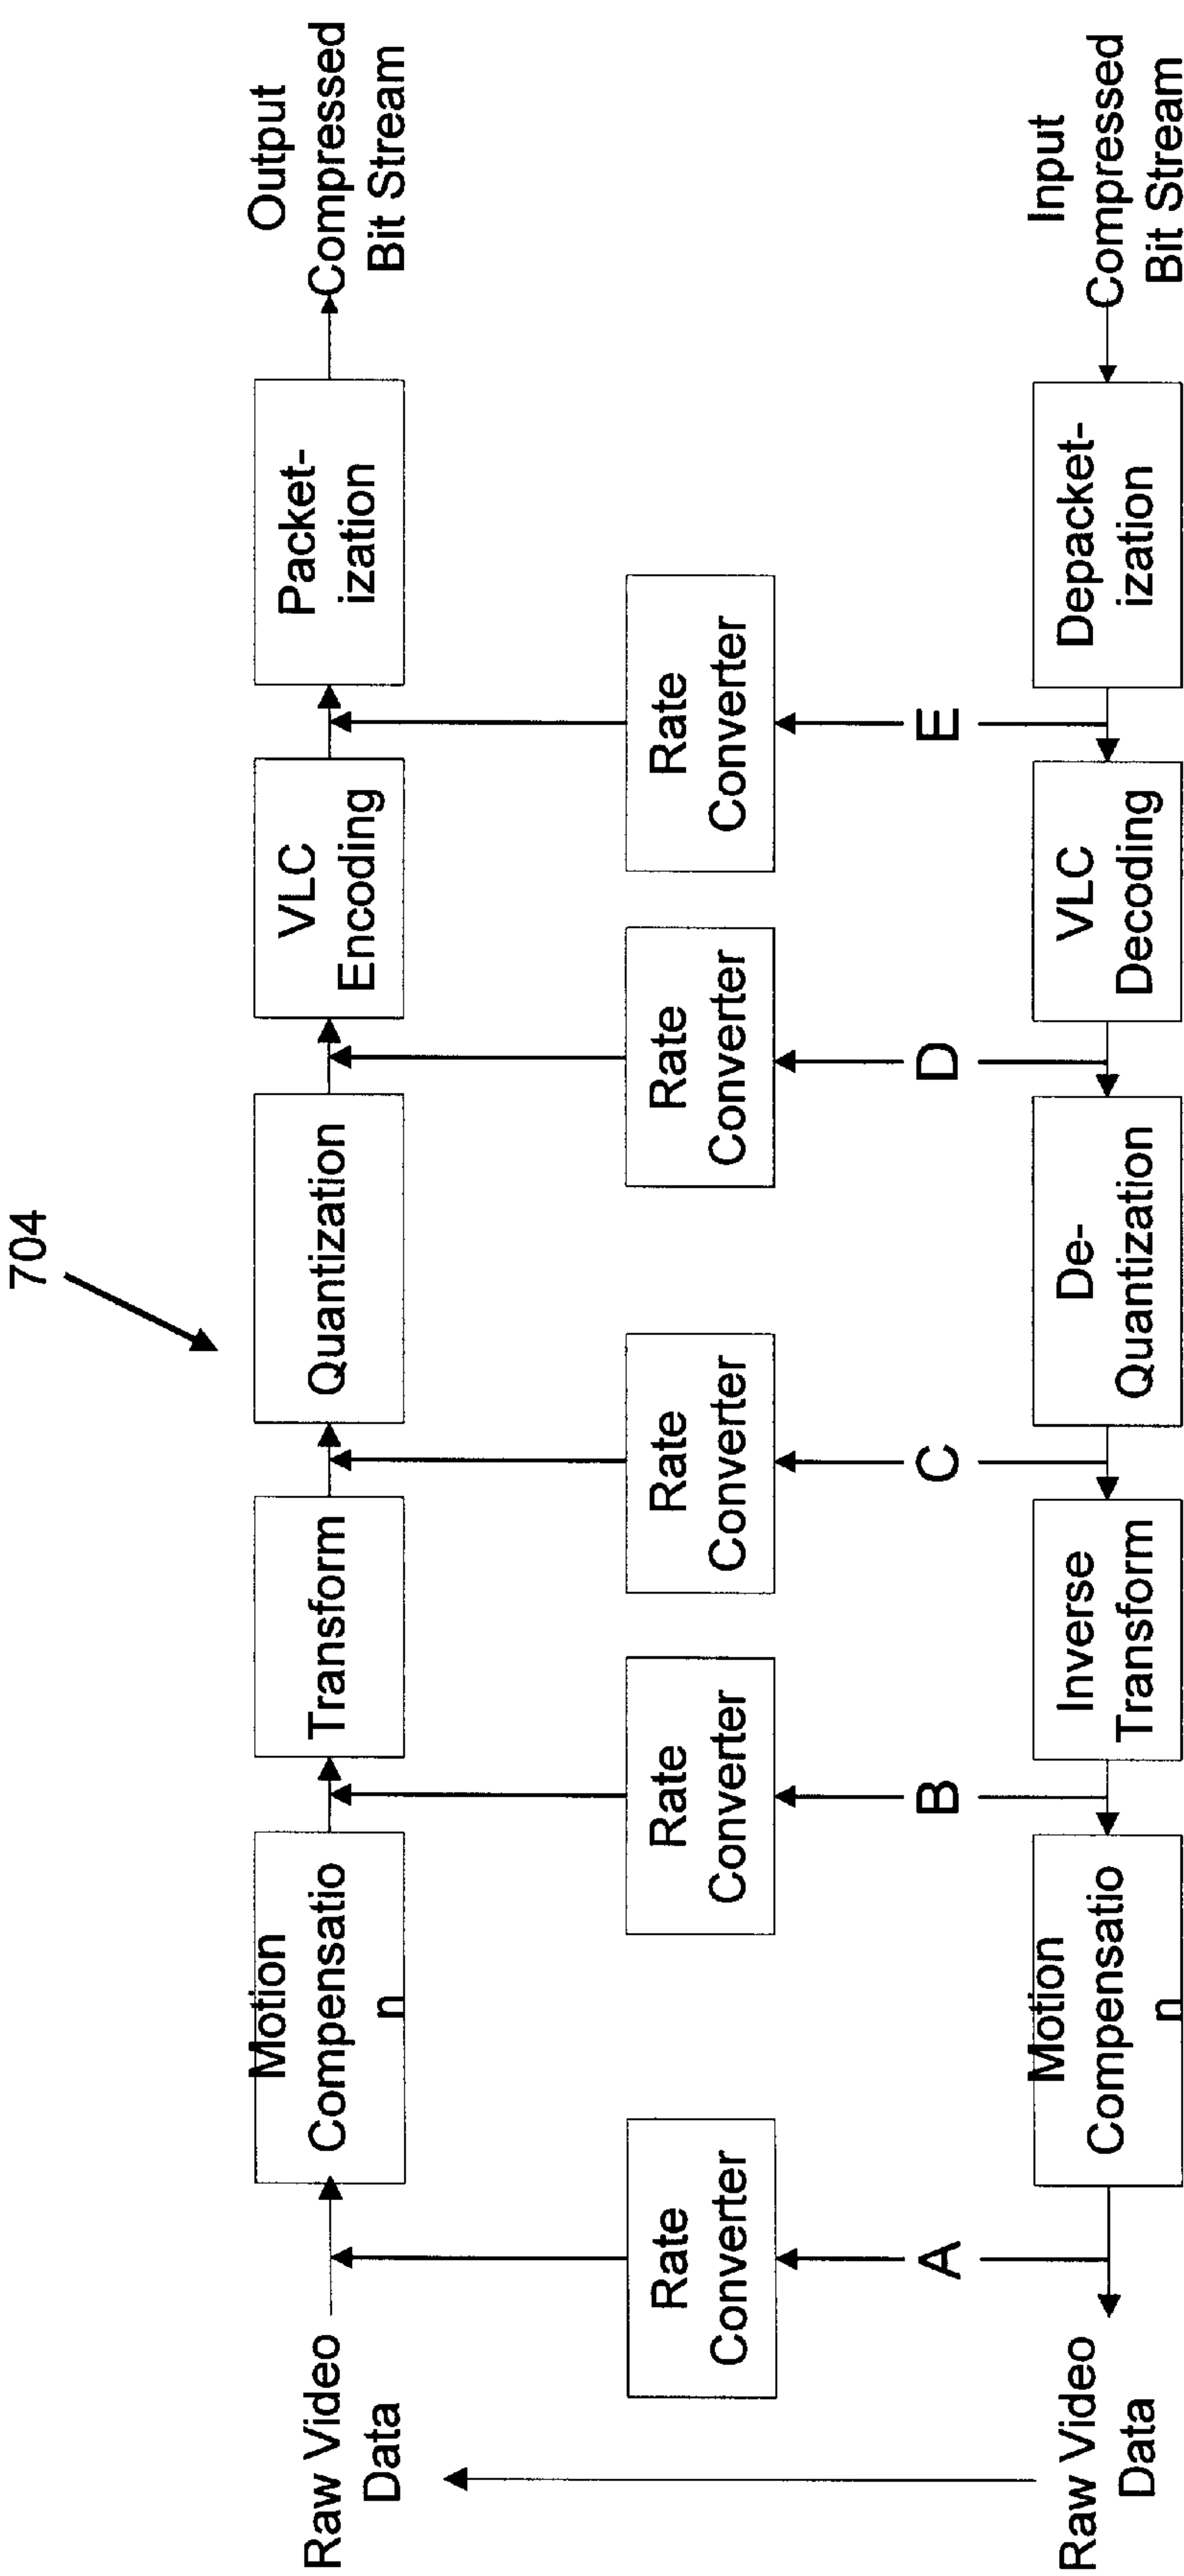 704
Raw Video
Data
Motion
Compensatio
n
Transform
Quantization
VLC
Encoding
Packet-
ization
Output
Compressed
Bit Stream
Rate
Converter
Rate
Converter
Rate
Converter
Rate
Converter
Rate
Converter
A
B
C
D
E
Raw Video
Data
Motion
Compensatio
n
Inverse
Transform
De-
Quantization
VLC
Decoding
Depacket-
ization
Input
Compressed
Bit Stream